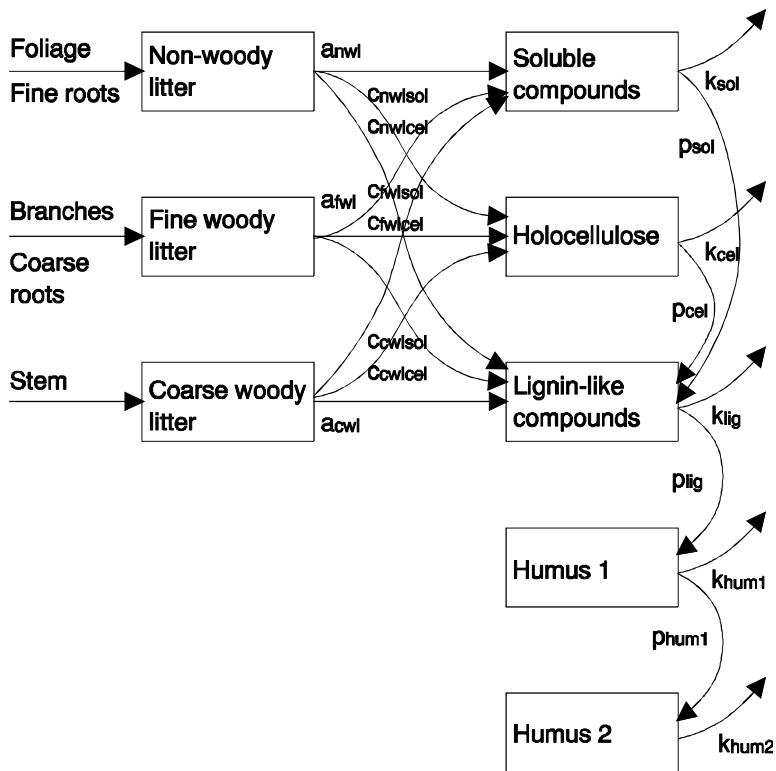 Foliage
Fine roots
Non-woody
litter
anwl
cnwlsol
cnwlcel
Soluble
compounds
ksol
psol
Branches
Coarse
roots
Fine woody
litter
afwl
cfwlsol
cfwlcel
Holocellulose
kcel
pcel
Stem
Coarse woody
litter
ccwlsol
ccwlcel
acwl
Lignin-like
compounds
klig
plig
Humus 1
khum1
phum1
Humus 2
khum2